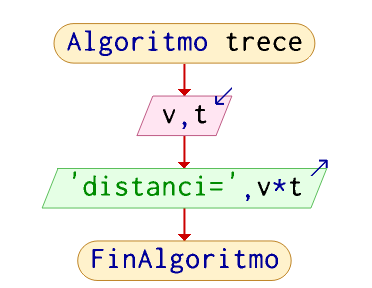 Algoritmo trece
v,t
'distanci=',v*t
FinAlgoritmo